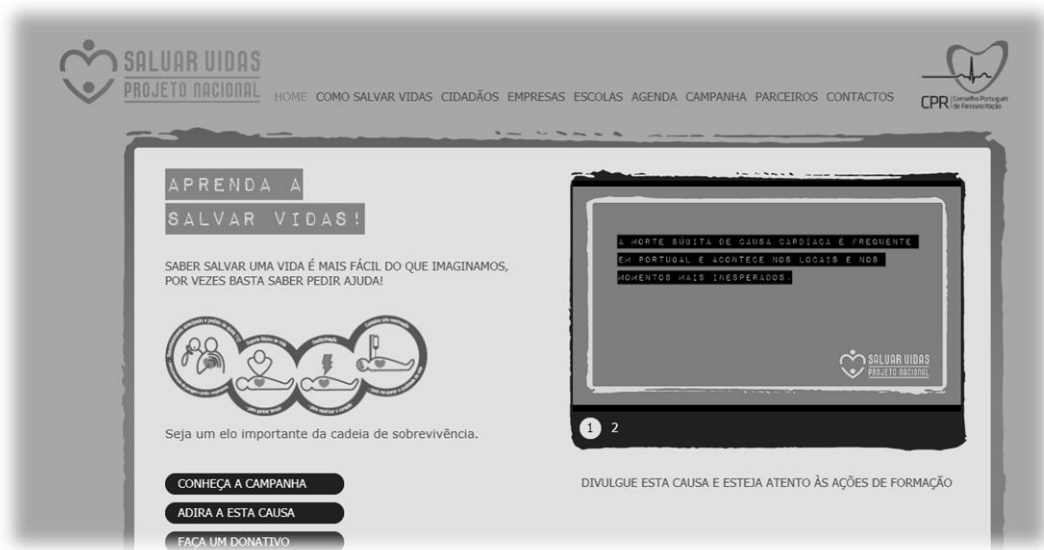 SALVAR VIDAS
PROJETO NACIONAL
HOME COMO SALVAR VIDAS CIDADÃOS EMPRESAS ESCOLAS AGENDA CAMPANHA PARCEIROS CONTACTOS
CPR Conselho Português
de Ressuscitação
APRENDA A
SALVAR VIDAS!
SABER SALVAR UMA VIDA É MAIS FÁCIL DO QUE IMAGINAMOS,
POR VEZES BASTA SABER PEDIR AJUDA!
Seja um elo importante da cadeia de sobrevivência.
CONHEÇA A CAMPANHA
ADIRA A ESTA CAUSA
FAÇA UM DONATIVO
A MORTE SÚBITA DE CAUSA CARDÍACA É FREQUENTE
EM PORTUGAL E ACONTECE NOS LOCAIS E NOS
MOMENTOS MAIS INESPERADOS.
SALVAR VIDAS
PROJETO NACIONAL
1 2
DIVULGUE ESTA CAUSA E ESTEJA ATENTO ÀS AÇÕES DE FORMAÇÃO